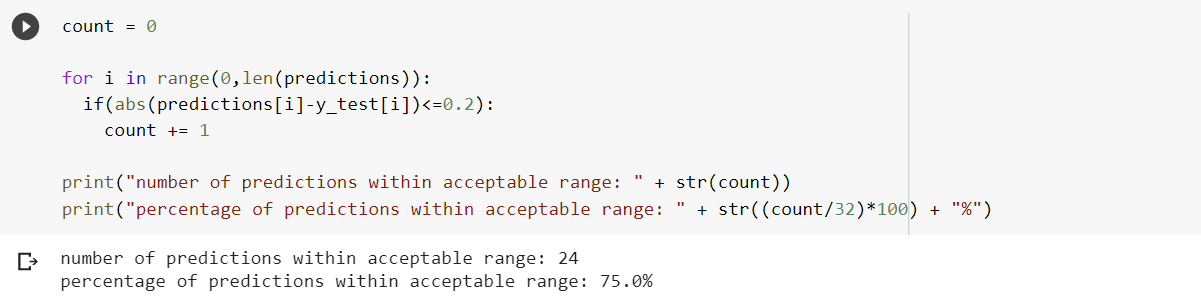 count = 0
for i in range(0,len(predictions)):
if(abs(predictions[i]-y_test[i])<=0.2):
count += 1
print("number of predictions within acceptable range: " + str(count))
print("percentage of predictions within acceptable range: " + str((count/32)*100) + "%")
number of predictions within acceptable range: 24
percentage of predictions within acceptable range: 75.0%